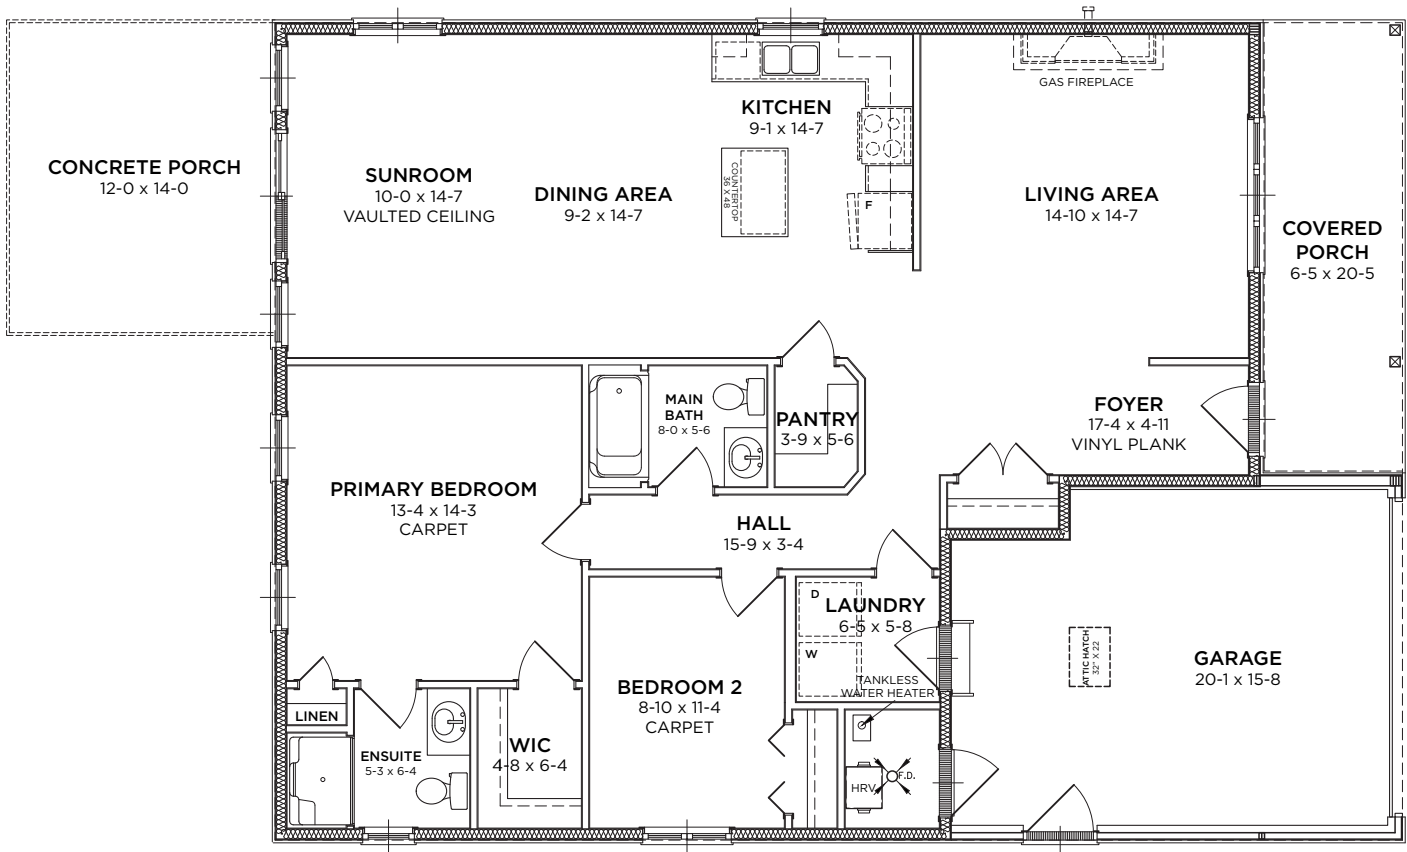 GAS FIREPLACE
KITCHEN
9-1 x 14-7
CONCRETE PORCH
12-0 x 14-0
SUNROOM
10-0 x 14-7
VAULTED CEILING
DINING AREA
9-2 x 14-7
COUNTERTOP
36 X 48
F
LIVING AREA
14-10 x 14-7
COVERED
PORCH
6-5 x 20-5
MAIN
BATH
8-0 x 5-6
PANTRY
3-9 x 5-6
FOYER
17-4 x 4-11
VINYL PLANK
PRIMARY BEDROOM
13-4 x 14-3
CARPET
HALL
15-9 x 3-4
D
LAUNDRY
6-5 x 5-8
W
TANKLESS
WATER HEATER
ATTIC HATCH
32" x 22
GARAGE
20-1 x 15-8
BEDROOM 2
8-10 x 11-4
CARPET
LINEN
ENSUITE
5-3 x 6-4
WIC
4-8 x 6-4
HRV
F.D.